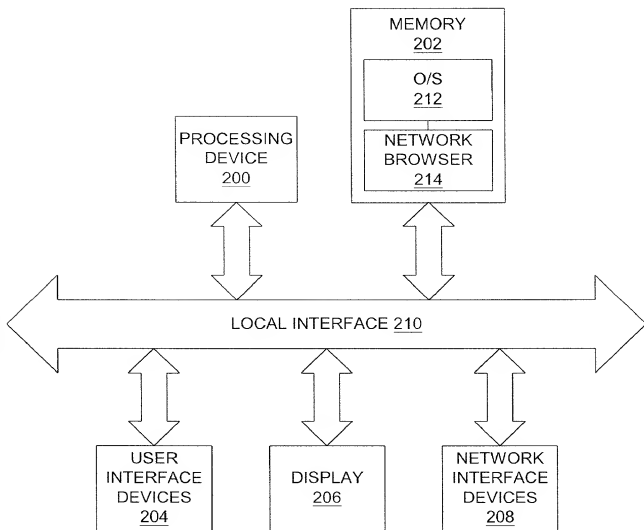 MEMORY
202
O/S
212
NETWORK
BROWSER
214
PROCESSING
DEVICE
200
LOCAL INTERFACE 210
USER
INTERFACE
DEVICES 204
DISPLAY
206
NETWORK
INTERFACE
DEVICES 208